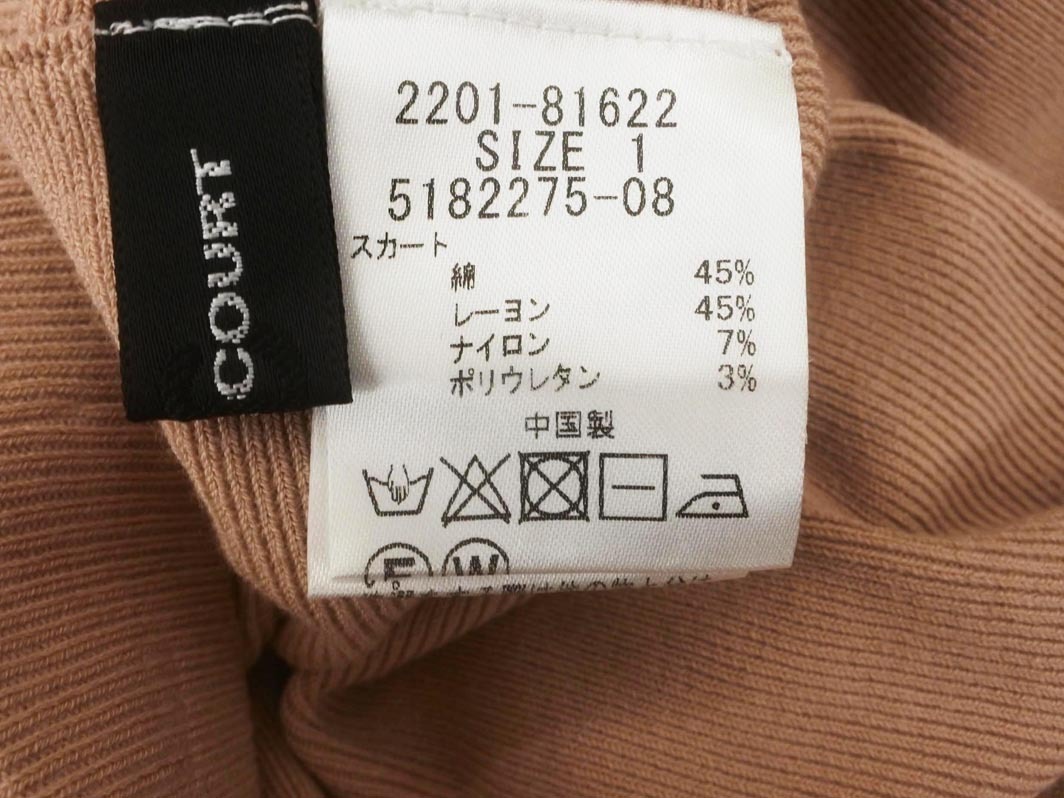 COURT
2201-81622
SIZE 1
5182275-08
スカート
綿 45%
レーヨン 45%
ナイロン 7%
ポリウレタン 3%
中国製
F W